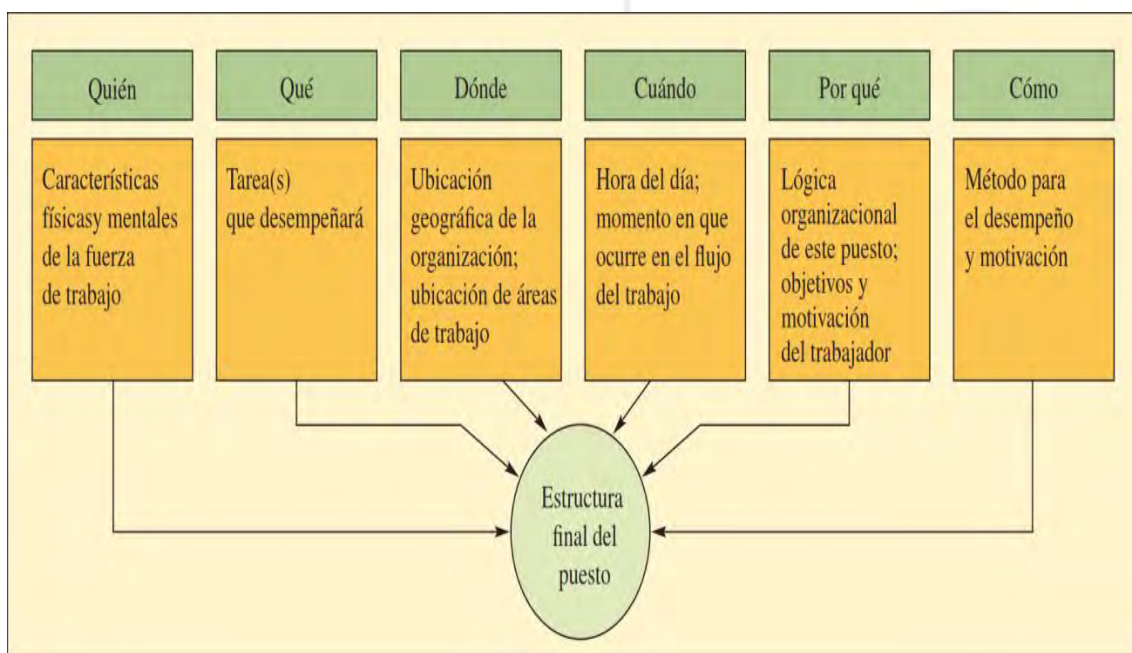 Quién
Características
físicasy mentales
de la fuerza
de trabajo
Qué
Tarea(s)
que desempeñará
Dónde
Ubicación
geográfica de la
organización;
ubicación de áreas
de trabajo
Cuándo
Hora del día;
momento en que
ocurre en el flujo
del trabajo
Por qué
Lógica
organizacional
de este puesto;
objetivos y
motivación
del trabajador
Cómo
Método para
el desempeño
y motivación
Estructura
final del
puesto